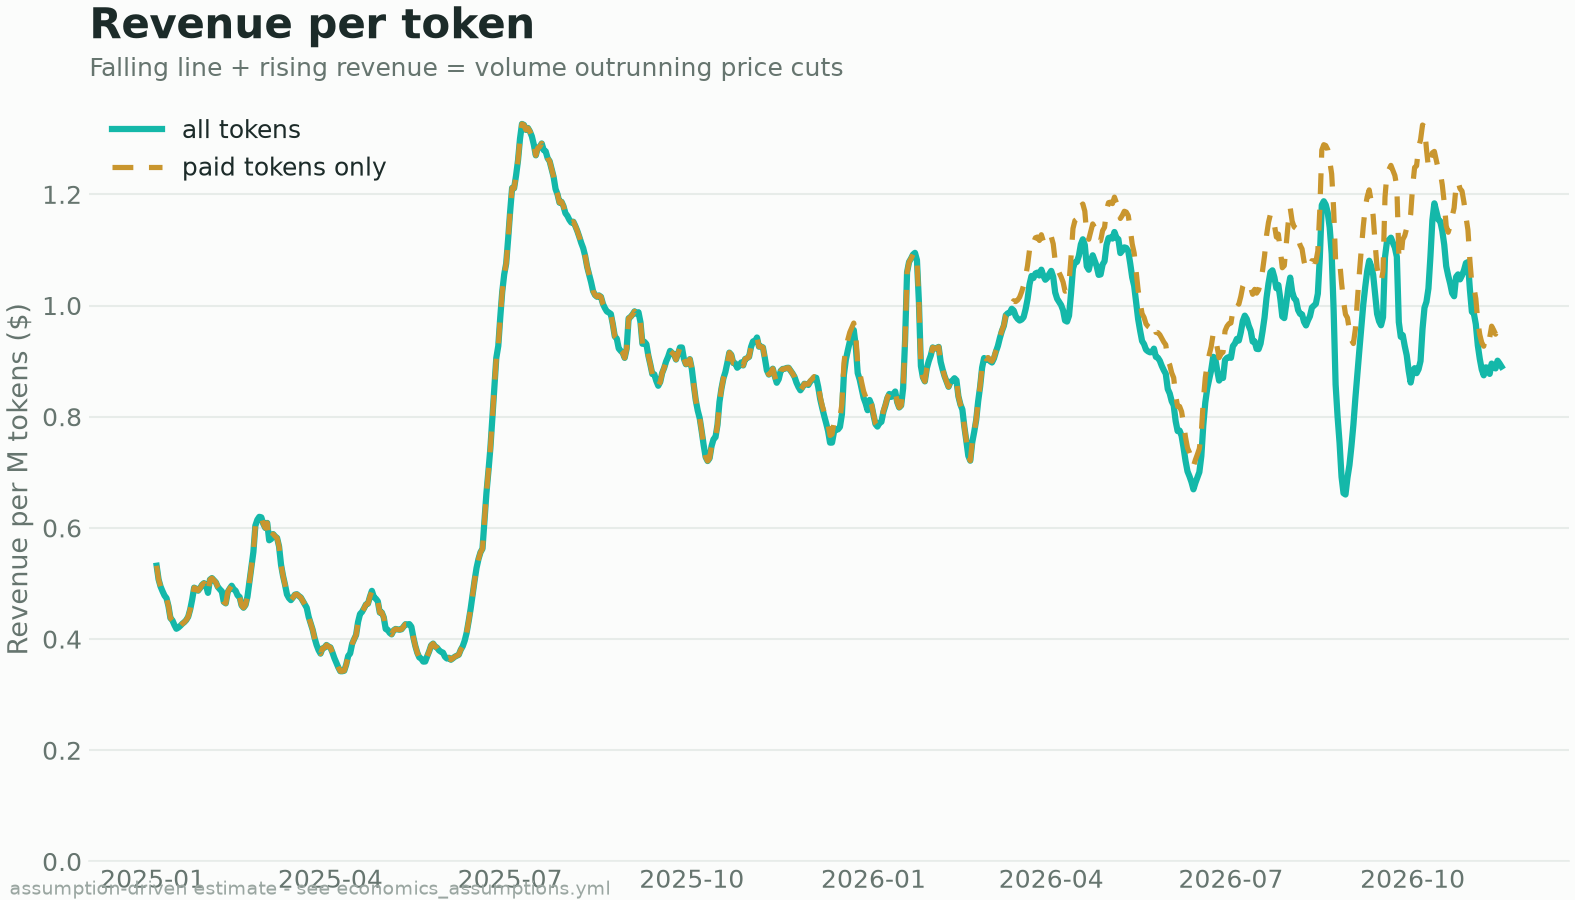 Revenue per token
Falling line + rising revenue = volume outrunning price cuts
all tokens
paid tokens only
Revenue per M tokens ($)
1.2
1.0
0.8
0.6
0.4
0.2
0.0
2025-01 2025-04 2025-07 2025-10 2026-01 2026-04 2026-07 2026-10
assumption-driven estimate - see economics_assumptions.yml